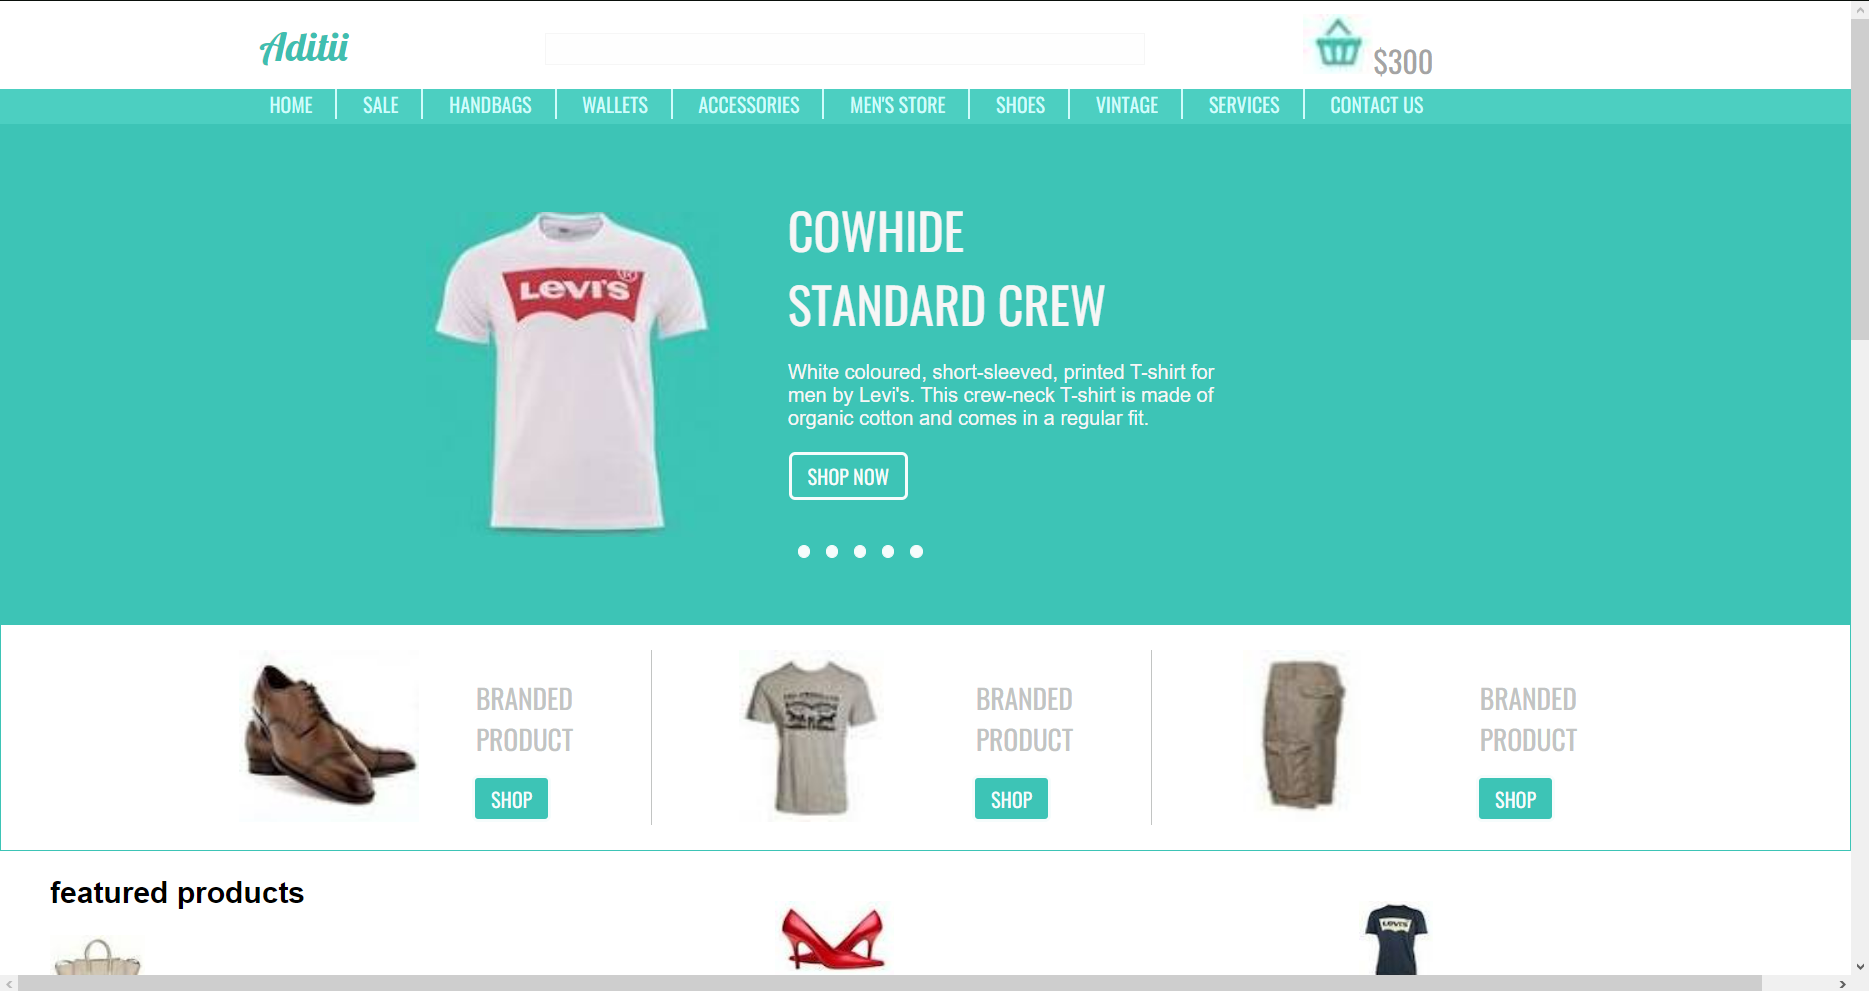 Aditii
$300
HOME
SALE
HANDBAGS
WALLETS
ACCESSORIES
MEN'S STORE
SHOES
VINTAGE
SERVICES
CONTACT US
LEVI'S
®
COWHIDE
STANDARD CREW
White coloured, short-sleeved, printed T-shirt for
men by Levi's. This crew-neck T-shirt is made of
organic cotton and comes in a regular fit.
SHOP NOW
BRANDED
PRODUCT
SHOP
BRANDED
PRODUCT
SHOP
BRANDED
PRODUCT
SHOP
featured products
LEVI'S